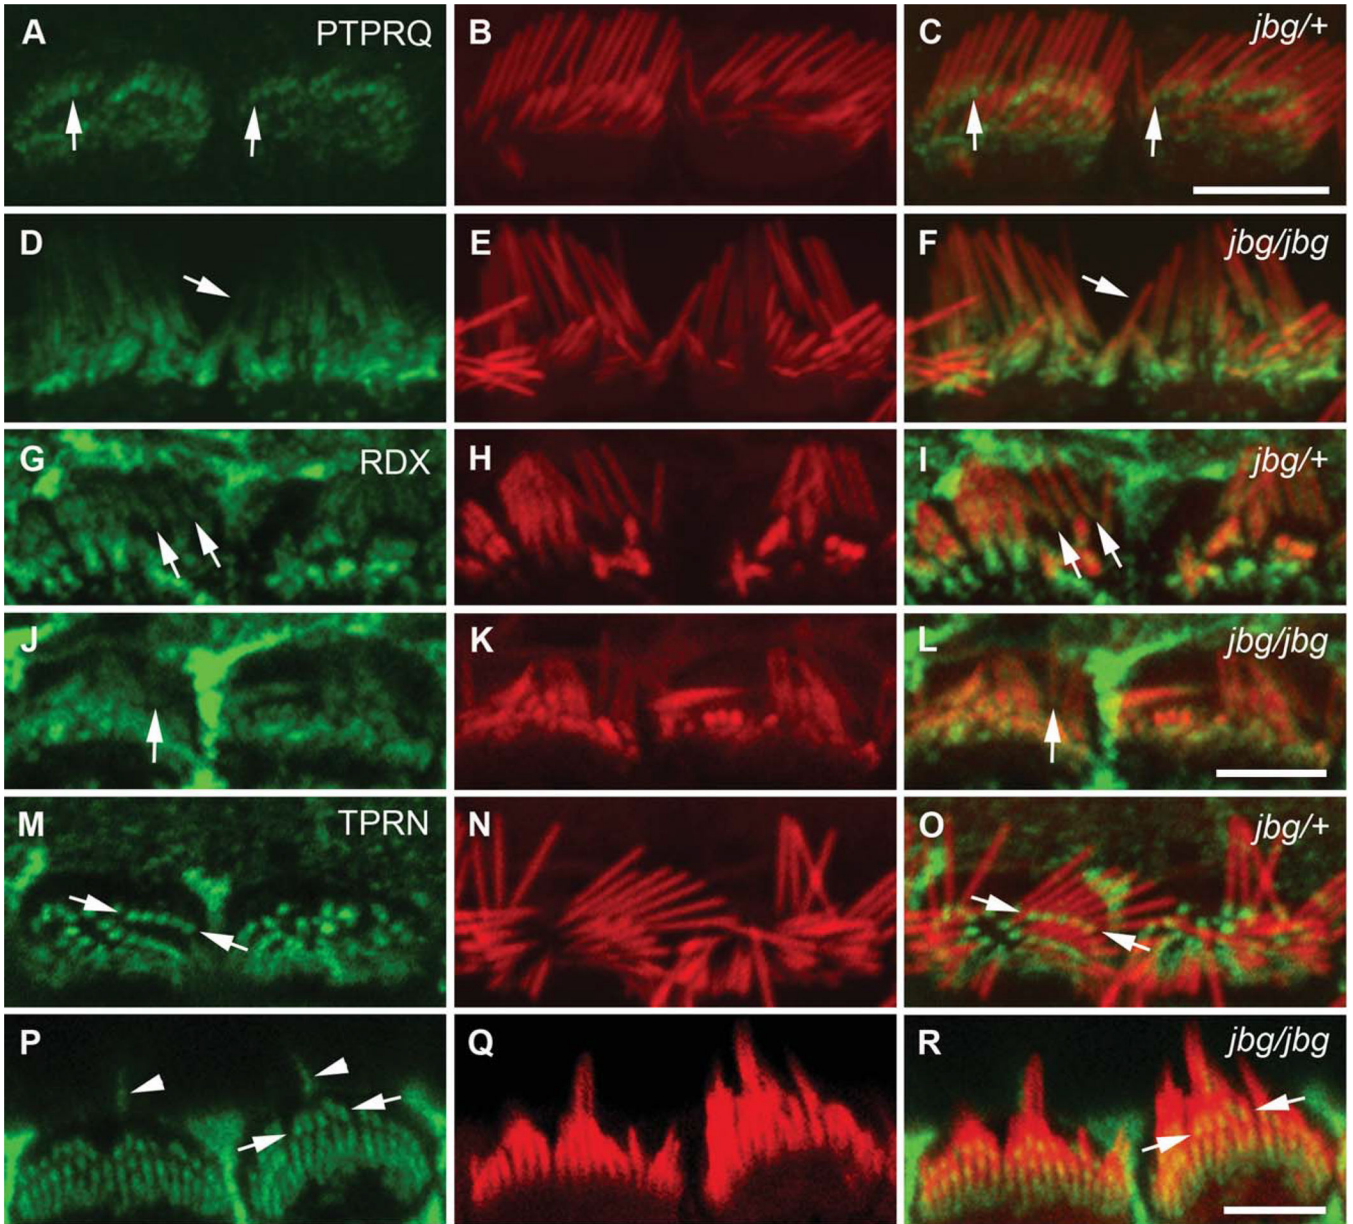 A PTPRQ B C jbg/+
D E F jbg/jbg
G RDX H I jbg/+
J K L jbg/jbg
M TPRN N O jbg/+
P Q R jbg/jbg